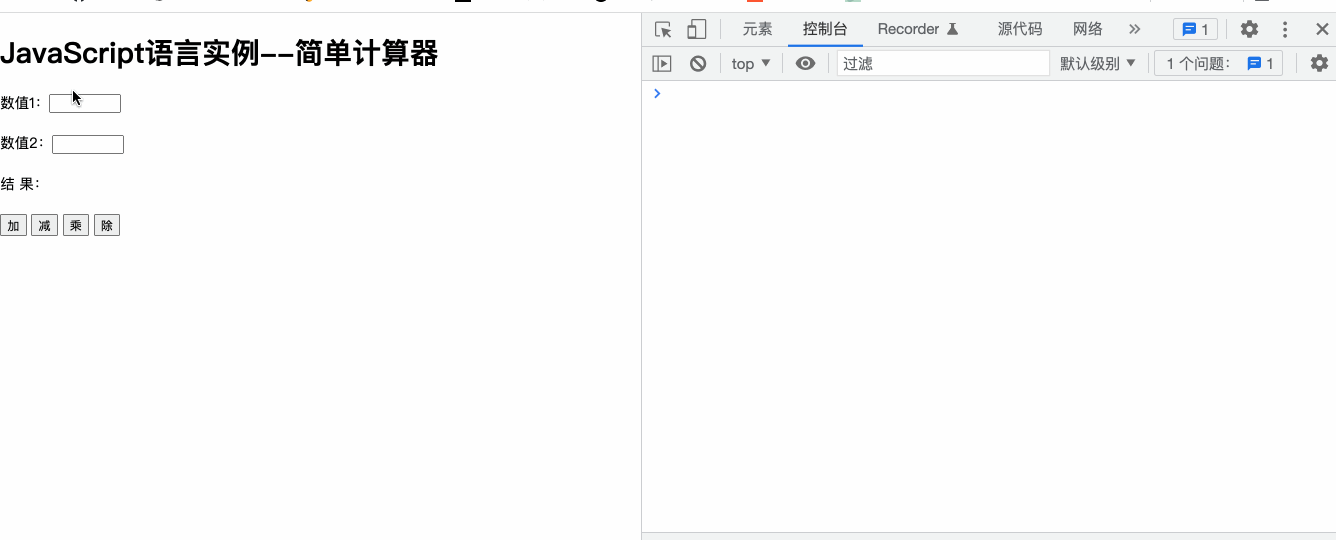 JavaScript语言实例--简单计算器
数值1:
数值2:
结 果:
加 减 乘 除
元素 控制台 Recorder 源代码 网络 » 1
top 过滤 默认级别 1 个问题: 1